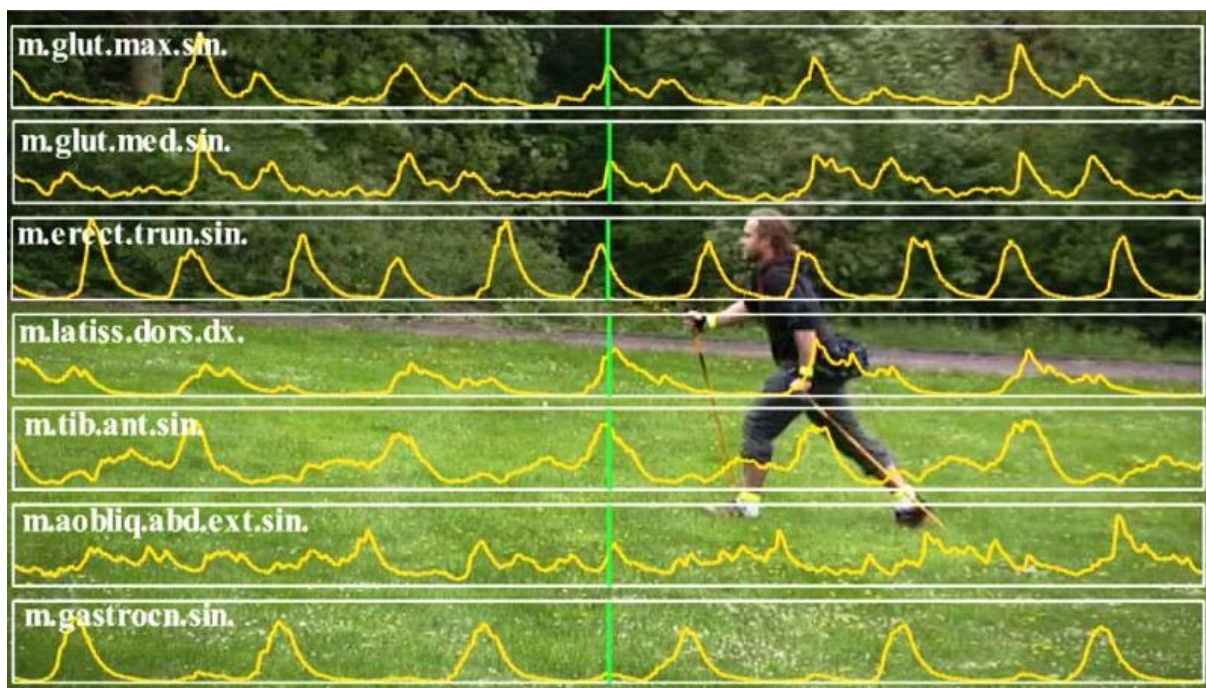 m.glut.max.sin.
m.glut.med.sin.
m.erect.trun.sin.
m.latiss.dors.dx.
m.tib.ant.sin.
m.aobliq.abd.ext.sin.
m.gastrocn.sin.